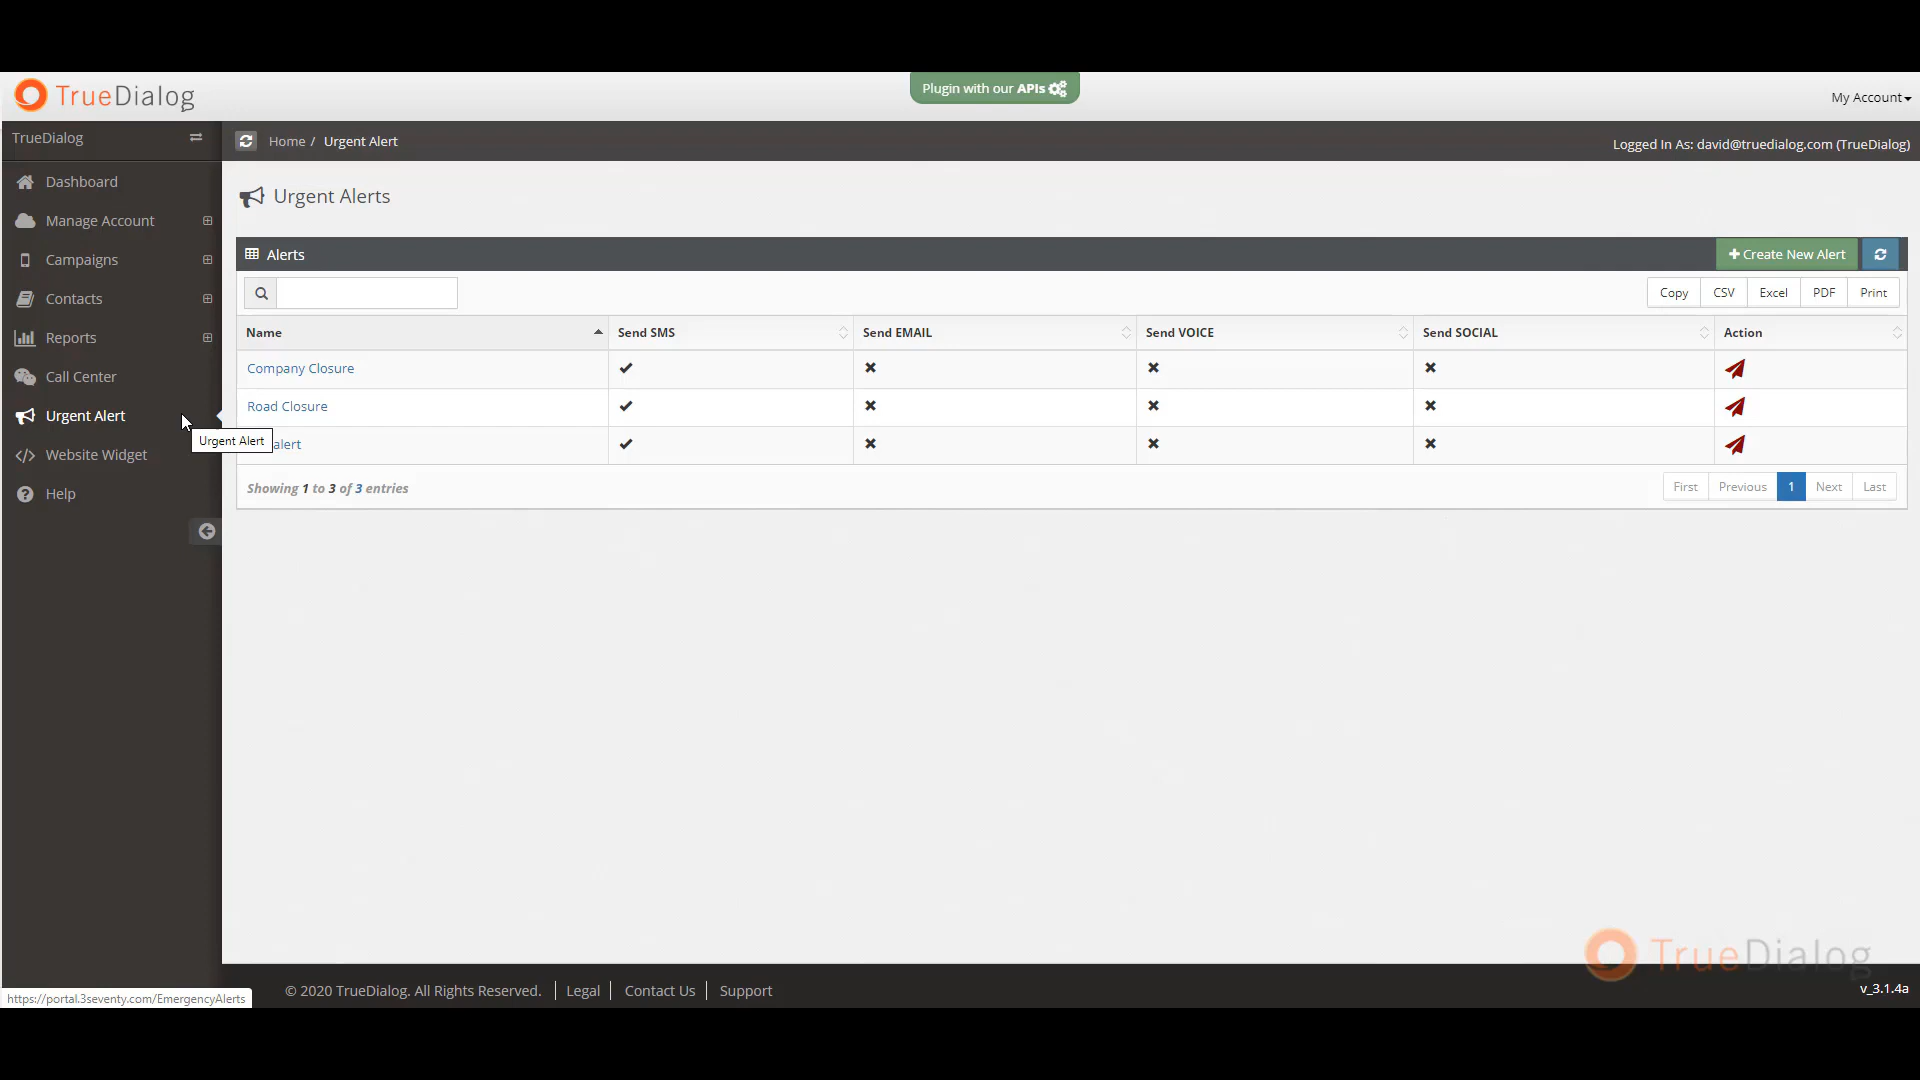 TrueDialog
Plugin with our APIs
My Account
TrueDialog
Home / Urgent Alert
Logged In As: david@truedialog.com (TrueDialog)
Dashboard
Manage Account
Campaigns
Contacts
Reports
Call Center
Urgent Alert
Urgent Alert
Website Widget
Help
Urgent Alerts
Alerts
Create New Alert
Copy CSV Excel PDF Print
Name Send SMS Send EMAIL Send VOICE Send SOCIAL Action
Company Closure
Road Closure
alert
Showing 1 to 3 of 3 entries
First Previous 1 Next Last
TrueDialog
https://portal.3seventy.com/EmergencyAlerts
© 2020 TrueDialog. All Rights Reserved. Legal Contact Us Support
v_3.1.4a